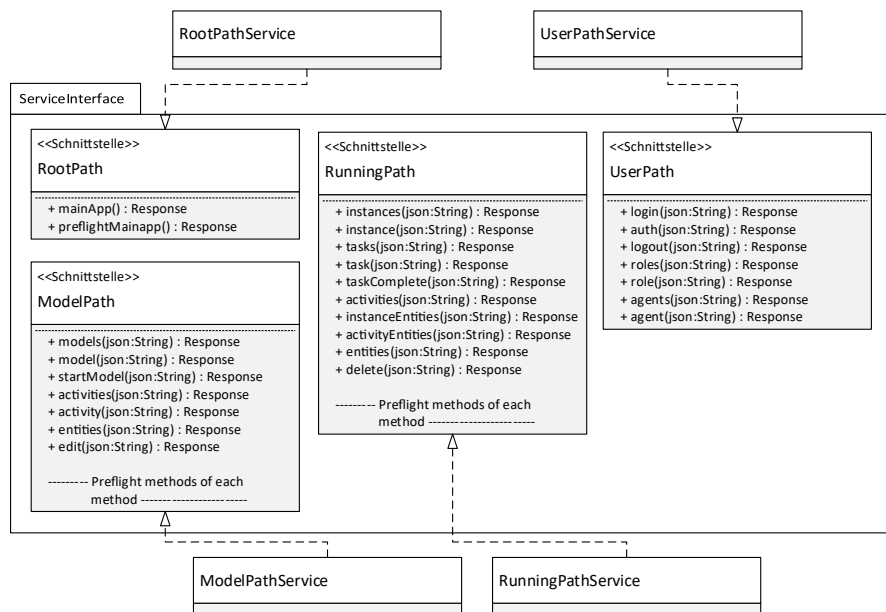 RootPathService
UserPathService
ServiceInterface
<<Schnittstelle>>
RootPath
+ mainApp() : Response
+ preflightMainapp() : Response
<<Schnittstelle>>
ModelPath
+ models(json:String) : Response
+ model(json:String) : Response
+ startModel(json:String) : Response
+ activities(json:String) : Response
+ activity(json:String) : Response
+ entities(json:String) : Response
+ edit(json:String) : Response
--------- Preflight methods of each
method -----------------------
<<Schnittstelle>>
RunningPath
+ instances(json:String) : Response
+ instance(json:String) : Response
+ tasks(json:String) : Response
+ task(json:String) : Response
+ taskComplete(json:String) : Response
+ activities(json:String) : Response
+ instanceEntities(json:String) : Response
+ activityEntities(json:String) : Response
+ entities(json:String) : Response
+ delete(json:String) : Response
--------- Preflight methods of each
method -----------------------
<<Schnittstelle>>
UserPath
+ login(json:String) : Response
+ auth(json:String) : Response
+ logout(json:String) : Response
+ roles(json:String) : Response
+ role(json:String) : Response
+ agents(json:String) : Response
+ agent(json:String) : Response
ModelPathService
RunningPathService